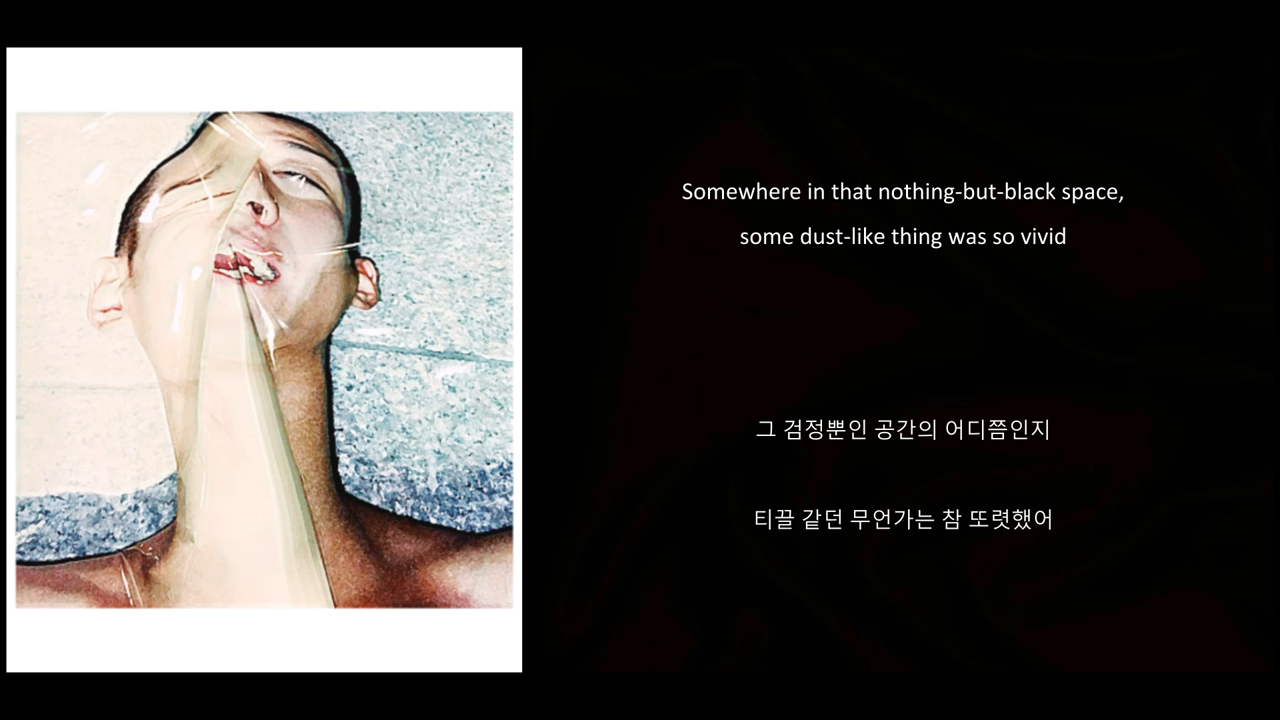 Somewhere in that nothing-but-black space,
some dust-like thing was so vivid
그 검정뿐인 공간의 어디쯤인지
티끌 같던 무언가는 참 또렷했어